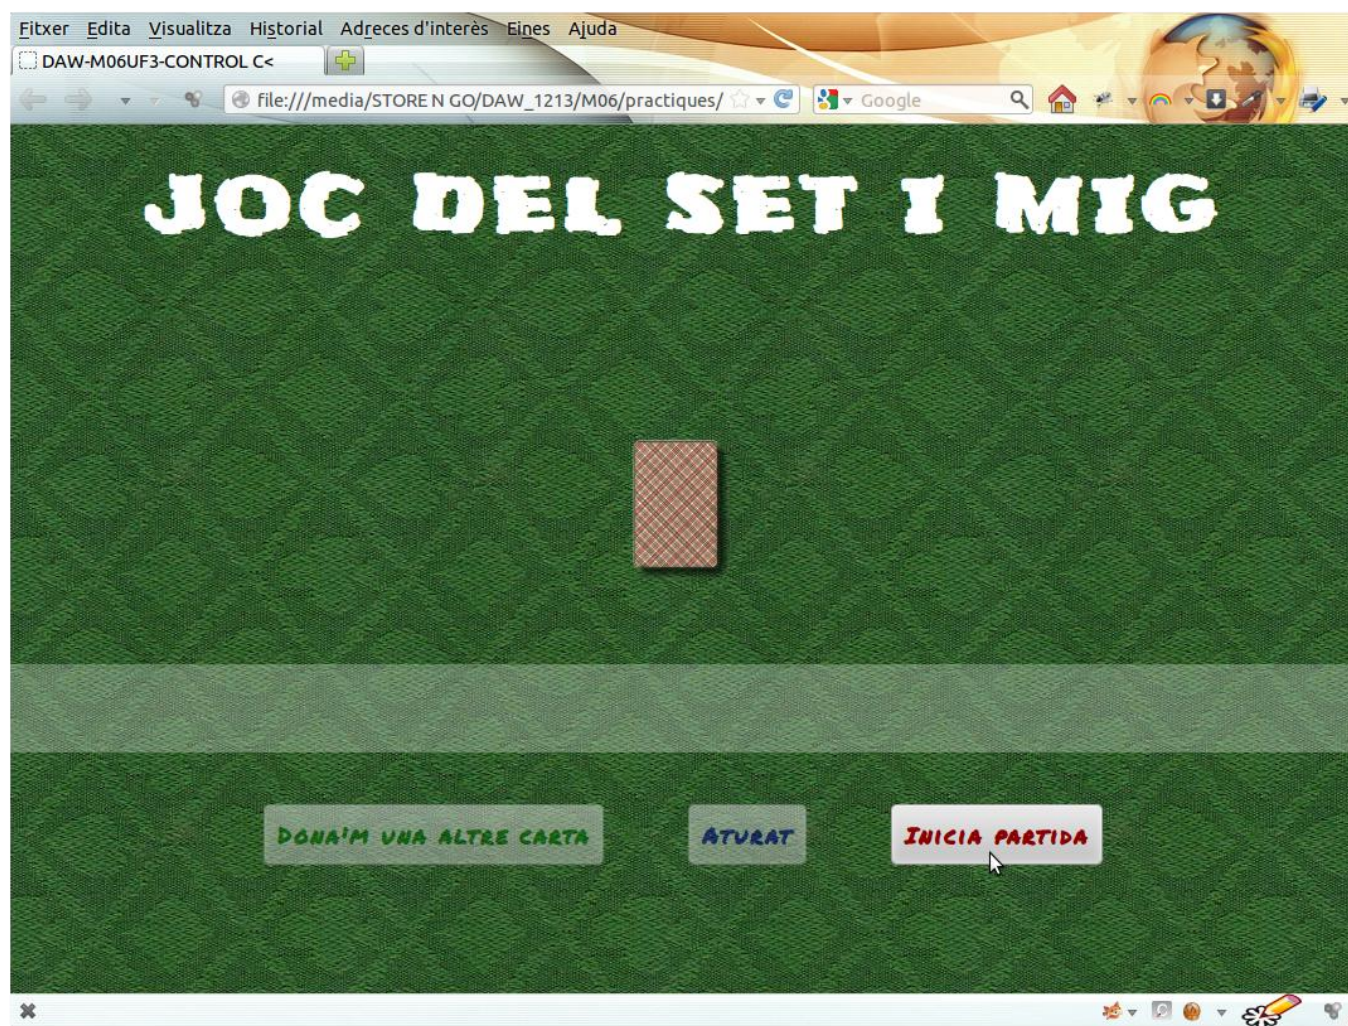 Fitxer Edita Visualitza Historial Adreces d'interès Eines Ajuda
DAW-M06UF3-CONTROL C<
file:///media/STORE N GO/DAW_1213/M06/practiques/ Google
JOC DEL SET I MIG
Dona'm una altre carta Aturat Inicia partida